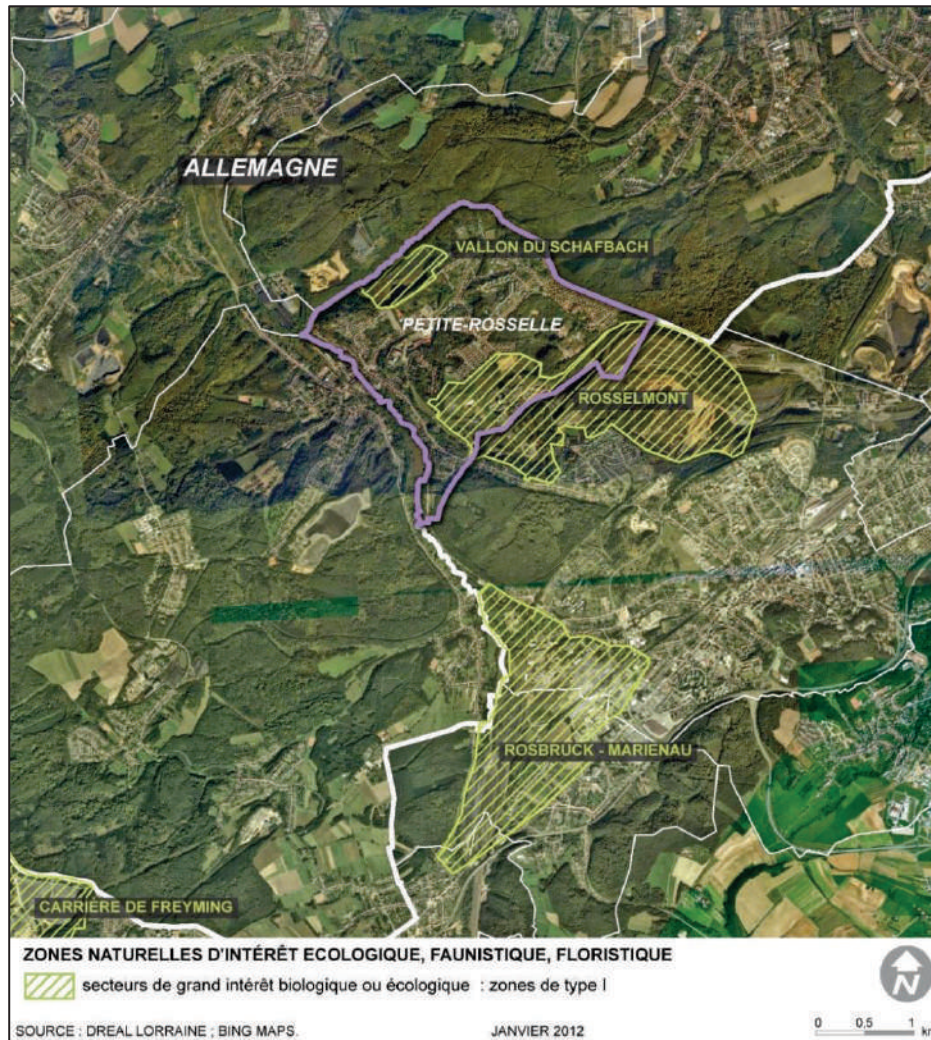 ALLEMAGNE
VALLON DU SCHAFBACH
PETITE-ROSSELLE
ROSSELMONT
ROSBRUCK - MARIENAU
CARRIÈRE DE FREYMING
ZONES NATURELLES D'INTÉRÊT ECOLOGIQUE, FAUNISTIQUE, FLORISTIQUE
secteurs de grand intérêt biologique ou écologique : zones de type I
N
SOURCE : DREAL LORRAINE ; BING MAPS. JANVIER 2012 0 0,5 1 km